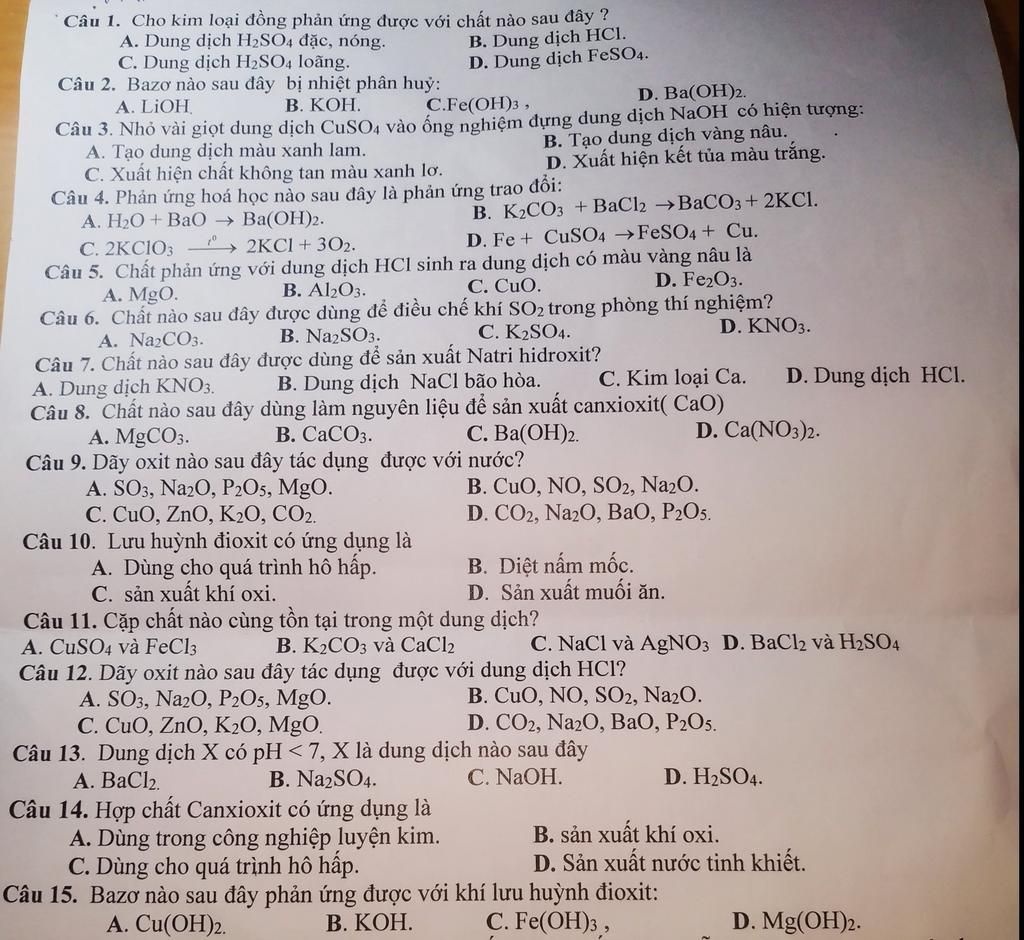 Câu 1. Cho kim loại đồng phản ứng được với chất nào sau đây ?
A. Dung dịch H₂SO₄ đặc, nóng. B. Dung dịch HCl.
C. Dung dịch H₂SO₄ loãng. D. Dung dịch FeSO₄.
Câu 2. Bazơ nào sau đây bị nhiệt phân huỷ:
A. LiOH. B. KOH. C.Fe(OH)₃ , D. Ba(OH)₂.
Câu 3. Nhỏ vài giọt dung dịch CuSO₄ vào ống nghiệm đựng dung dịch NaOH có hiện tượng:
A. Tạo dung dịch màu xanh lam. B. Tạo dung dịch vàng nâu.
C. Xuất hiện chất không tan màu xanh lơ. D. Xuất hiện kết tủa màu trắng.
Câu 4. Phản ứng hoá học nào sau đây là phản ứng trao đổi:
A. H₂O + BaO → Ba(OH)₂. B. K₂CO₃ + BaCl₂ →BaCO₃ + 2KCl.
C. 2KClO₃ —t⁰→ 2KCl + 3O₂. D. Fe + CuSO₄ →FeSO₄ + Cu.
Câu 5. Chất phản ứng với dung dịch HCl sinh ra dung dịch có màu vàng nâu là
A. MgO. B. Al₂O₃. C. CuO. D. Fe₂O₃.
Câu 6. Chất nào sau đây được dùng để điều chế khí SO₂ trong phòng thí nghiệm?
A. Na₂CO₃. B. Na₂SO₃. C. K₂SO₄. D. KNO₃.
Câu 7. Chất nào sau đây được dùng để sản xuất Natri hidroxit?
A. Dung dịch KNO₃. B. Dung dịch NaCl bão hòa. C. Kim loại Ca. D. Dung dịch HCl.
Câu 8. Chất nào sau đây dùng làm nguyên liệu để sản xuất canxioxit( CaO)
A. MgCO₃. B. CaCO₃. C. Ba(OH)₂. D. Ca(NO₃)₂.
Câu 9. Dãy oxit nào sau đây tác dụng được với nước?
A. SO₃, Na₂O, P₂O₅, MgO. B. CuO, NO, SO₂, Na₂O.
C. CuO, ZnO, K₂O, CO₂. D. CO₂, Na₂O, BaO, P₂O₅.
Câu 10. Lưu huỳnh đioxit có ứng dụng là
A. Dùng cho quá trình hô hấp. B. Diệt nấm mốc.
C. sản xuất khí oxi. D. Sản xuất muối ăn.
Câu 11. Cặp chất nào cùng tồn tại trong một dung dịch?
A. CuSO₄ và FeCl₃ B. K₂CO₃ và CaCl₂ C. NaCl và AgNO₃ D. BaCl₂ và H₂SO₄
Câu 12. Dãy oxit nào sau đây tác dụng được với dung dịch HCl?
A. SO₃, Na₂O, P₂O₅, MgO. B. CuO, NO, SO₂, Na₂O.
C. CuO, ZnO, K₂O, MgO. D. CO₂, Na₂O, BaO, P₂O₅.
Câu 13. Dung dịch X có pH < 7, X là dung dịch nào sau đây
A. BaCl₂. B. Na₂SO₄. C. NaOH. D. H₂SO₄.
Câu 14. Hợp chất Canxioxit có ứng dụng là
A. Dùng trong công nghiệp luyện kim. B. sản xuất khí oxi.
C. Dùng cho quá trình hô hấp. D. Sản xuất nước tinh khiết.
Câu 15. Bazơ nào sau đây phản ứng được với khí lưu huỳnh đioxit:
A. Cu(OH)₂. B. KOH. C. Fe(OH)₃ , D. Mg(OH)₂.